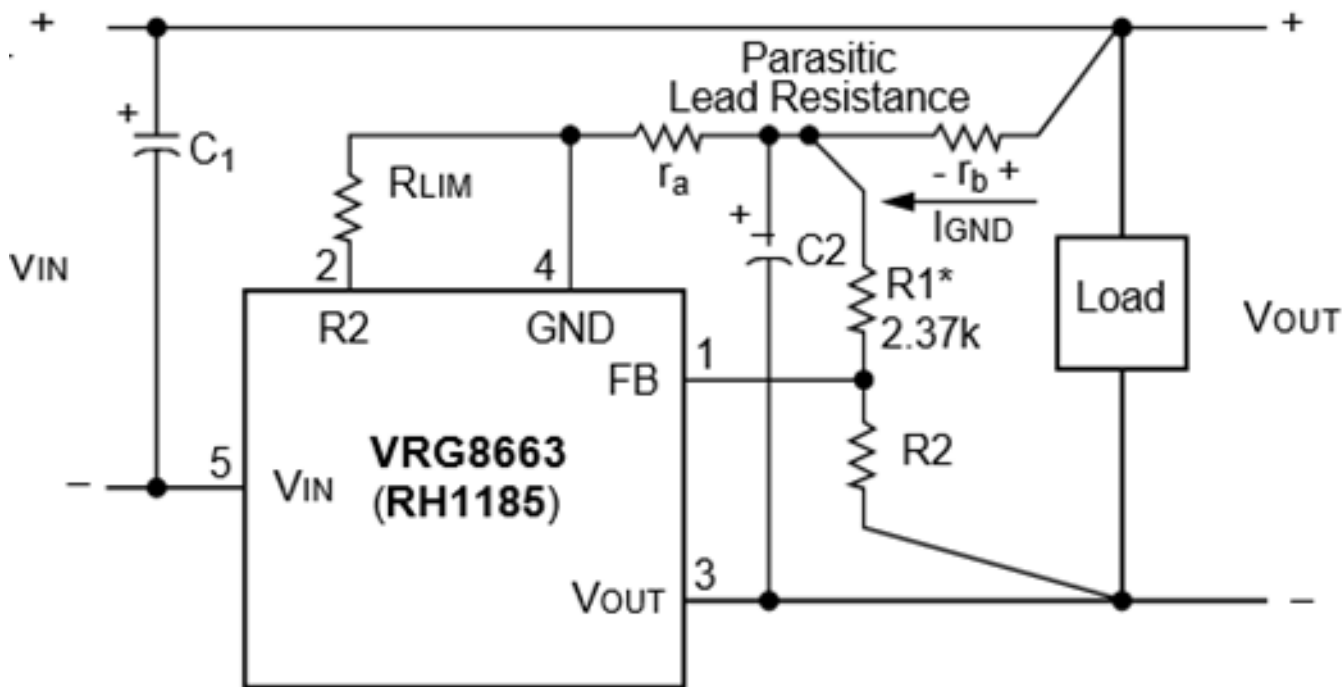 +
+
Parasitic
Lead Resistance
+
C1
RLIM
ra
- rb +
IGND
+
C2
VIN
2
4
R1*
2.37k
Load
VOUT
R2
GND
1
FB
R2
5
VRG8663
(RH1185)
–
VIN
3
VOUT
–